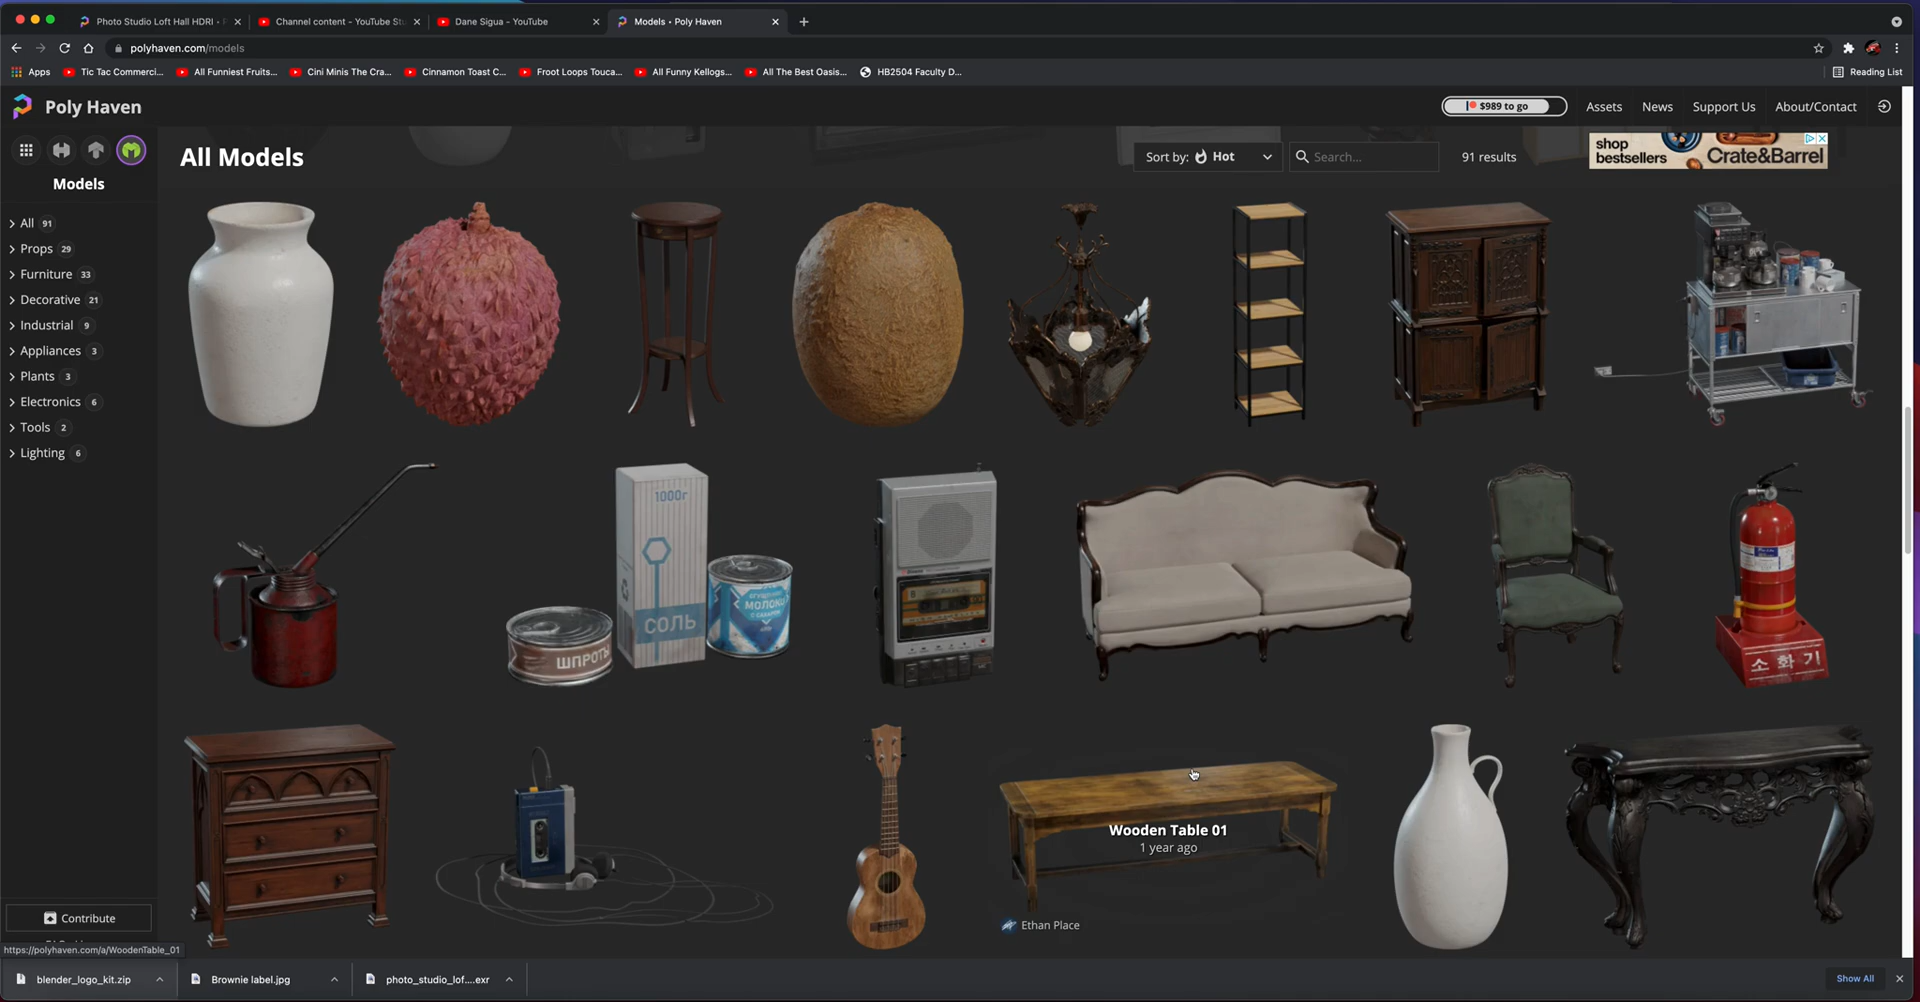 Photo Studio Loft Hall HDRI • P
Channel content - YouTube Stu
Dane Sigua - YouTube
Models • Poly Haven
polyhaven.com/models
Apps
Tic Tac Commerci...
All Funniest Fruits...
Cini Minis The Cra...
Cinnamon Toast C...
Froot Loops Touca...
All Funny Kellogs...
All The Best Oasis...
HB2504 Faculty D...
Reading List
Poly Haven
$989 to go
Assets
News
Support Us
About/Contact
All Models
Sort by: Hot
Search...
91 results
shop
bestsellers
Crate&Barrel
Models
All 91
Props 29
Furniture 33
Decorative 21
Industrial 9
Appliances 3
Plants 3
Electronics 6
Tools 2
Lighting 6
1000г
СОЛЬ
ШПРОТЫ
МОЛОКО
소화기
Wooden Table 01
1 year ago
Ethan Place
Contribute
https://polyhaven.com/a/WoodenTable_01
blender_logo_kit.zip
Brownie label.jpg
photo_studio_lof....exr
Show All